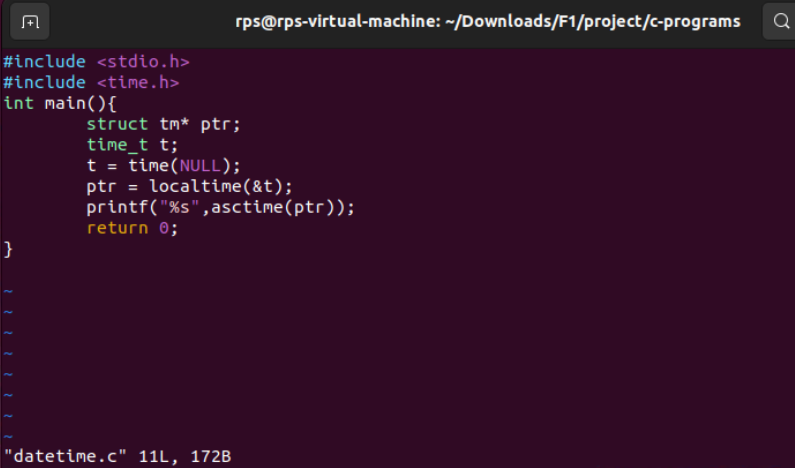 rps@rps-virtual-machine: ~/Downloads/F1/project/c-programs
#include <stdio.h>
#include <time.h>
int main(){
        struct tm* ptr;
        time_t t;
        t = time(NULL);
        ptr = localtime(&t);
        printf("%s",asctime(ptr));
        return 0;
}
~
~
~
~
~
~
~
~
"datetime.c" 11L, 172B